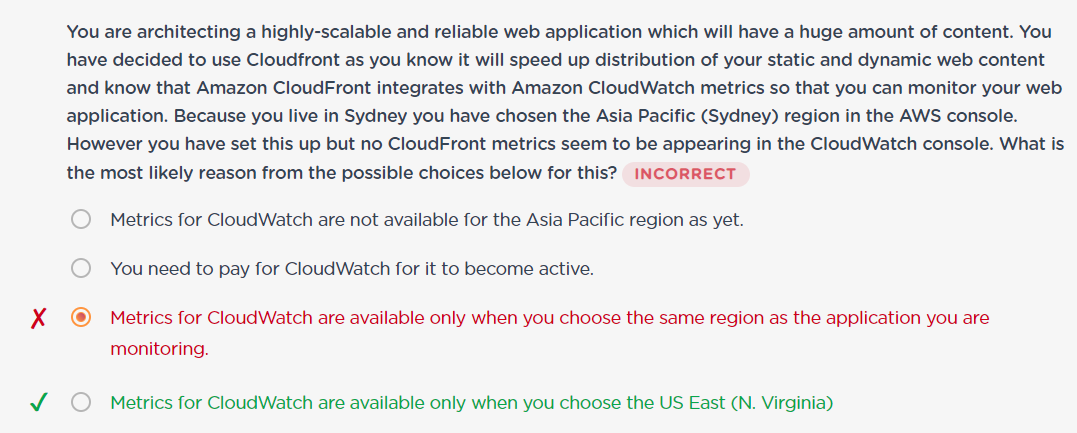 You are architecting a highly-scalable and reliable web application which will have a huge amount of content. You
have decided to use Cloudfront as you know it will speed up distribution of your static and dynamic web content
and know that Amazon CloudFront integrates with Amazon CloudWatch metrics so that you can monitor your web
application. Because you live in Sydney you have chosen the Asia Pacific (Sydney) region in the AWS console.
However you have set this up but no CloudFront metrics seem to be appearing in the CloudWatch console. What is
the most likely reason from the possible choices below for this? INCORRECT
Metrics for CloudWatch are not available for the Asia Pacific region as yet.
You need to pay for CloudWatch for it to become active.
Metrics for CloudWatch are available only when you choose the same region as the application you are
monitoring.
Metrics for CloudWatch are available only when you choose the US East (N. Virginia)